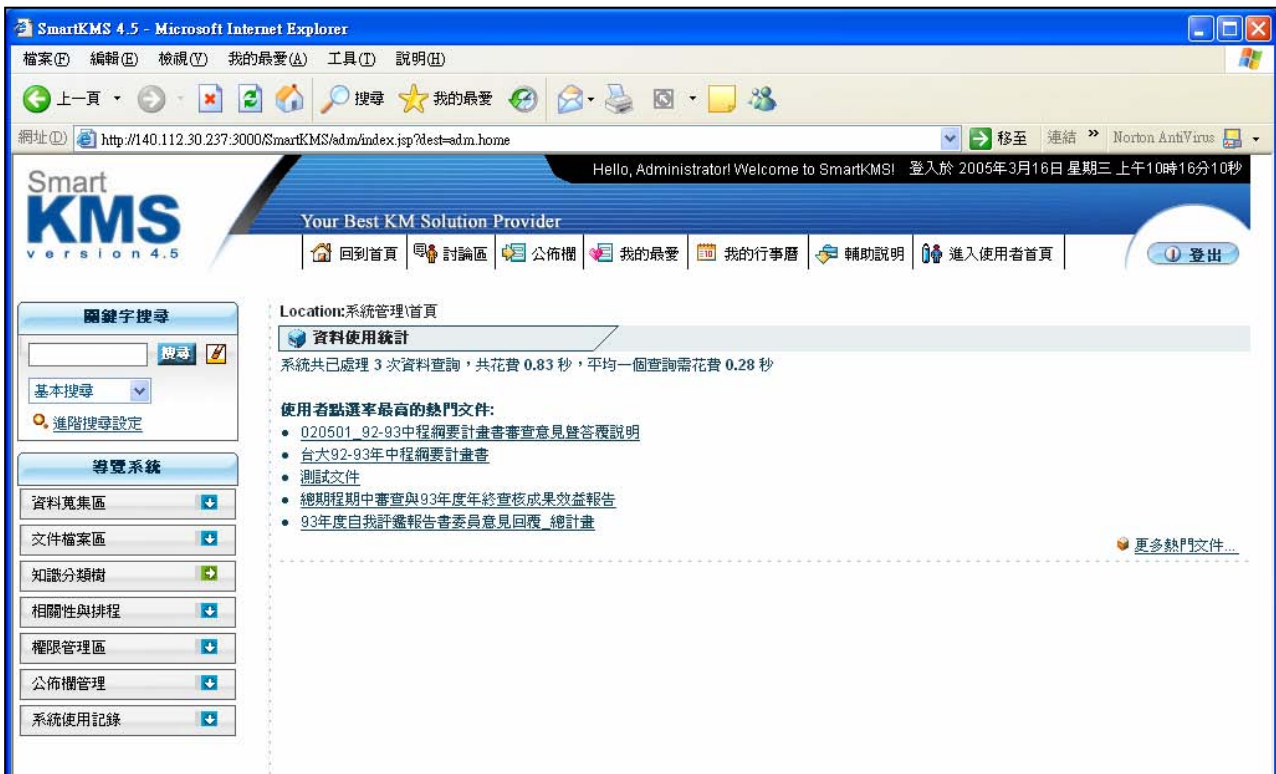 SmartKMS 4.5 - Microsoft Internet Explorer
檔案(F) 編輯(E) 檢視(V) 我的最愛(A) 工具(T) 說明(H)
上一頁 搜尋 我的最愛
網址(D) http://140.112.30.237:3000/SmartKMS/adm/index.jsp?dest=adm.home 移至 連結 » Norton AntiVirus
Hello, Administrator! Welcome to SmartKMS! 登入於 2005年3月16日 星期三 上午10時16分10秒
Smart
KMS
version 4.5
Your Best KM Solution Provider
回到首頁 討論區 公佈欄 我的最愛 我的行事曆 輔助說明 進入使用者首頁 登出
關鍵字搜尋
搜尋
基本搜尋
進階搜尋設定
導覽系統
資料蒐集區
文件檔案區
知識分類樹
相關性與排程
權限管理區
公佈欄管理
系統使用記錄
Location:系統管理\首頁
資料使用統計
系統共已處理 3 次資料查詢，共花費 0.83 秒，平均一個查詢需花費 0.28 秒
使用者點選率最高的熱門文件:
020501_92-93中程綱要計畫書審查意見暨答覆說明
台大92-93年中程綱要計畫書
測試文件
總期程期中審查與93年度年終查核成果效益報告
93年度自我評鑑報告書委員意見回覆_總計畫
更多熱門文件...